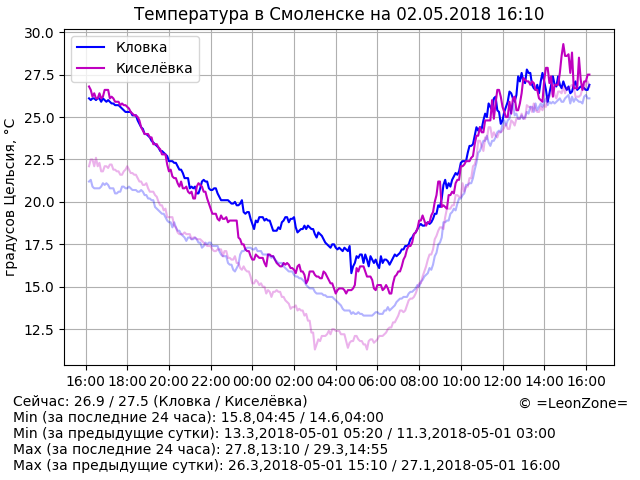 Температура в Смоленске на 02.05.2018 16:10
Кловка
Киселёвка
градусов Цельсия, °C
30.0
27.5
25.0
22.5
20.0
17.5
15.0
12.5
16:00 18:00 20:00 22:00 00:00 02:00 04:00 06:00 08:00 10:00 12:00 14:00 16:00
Сейчас: 26.9 / 27.5 (Кловка / Киселёвка)
© =LeonZone=
Min (за последние 24 часа): 15.8,04:45 / 14.6,04:00
Min (за предыдущие сутки): 13.3,2018-05-01 05:20 / 11.3,2018-05-01 03:00
Max (за последние 24 часа): 27.8,13:10 / 29.3,14:55
Max (за предыдущие сутки): 26.3,2018-05-01 15:10 / 27.1,2018-05-01 16:00